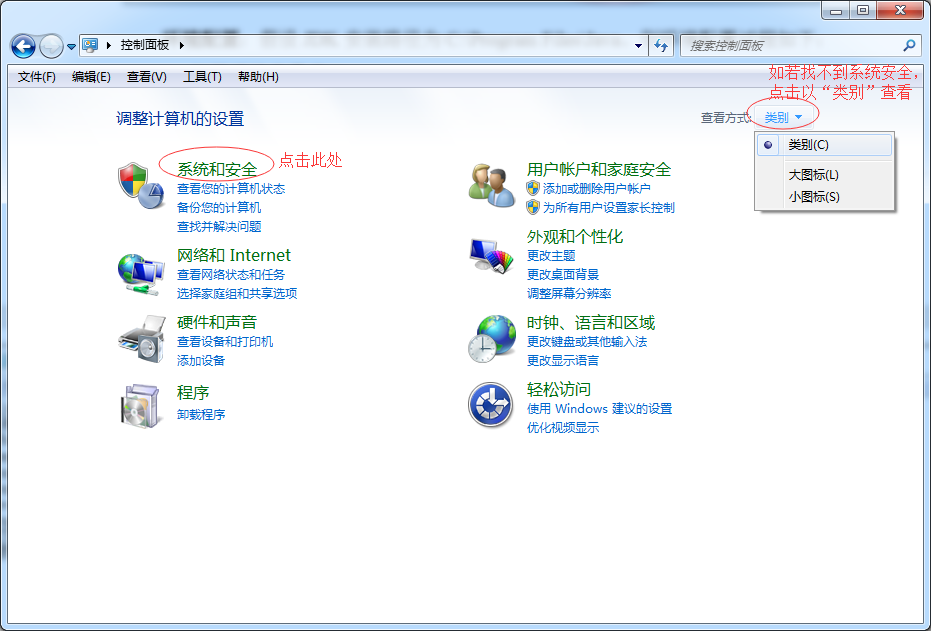 控制面板
搜索控制面板
文件(F) 编辑(E) 查看(V) 工具(T) 帮助(H)
如若找不到系统安全，
点击以“类别”查看
调整计算机的设置
查看方式:
类别
类别(C)
大图标(L)
小图标(S)
系统和安全
点击此处
查看您的计算机状态
备份您的计算机
查找并解决问题
网络和 Internet
查看网络状态和任务
选择家庭组和共享选项
硬件和声音
查看设备和打印机
添加设备
程序
卸载程序
用户帐户和家庭安全
添加或删除用户帐户
为所有用户设置家长控制
外观和个性化
更改主题
更改桌面背景
调整屏幕分辨率
时钟、语言和区域
更改键盘或其他输入法
更改显示语言
轻松访问
使用 Windows 建议的设置
优化视频显示